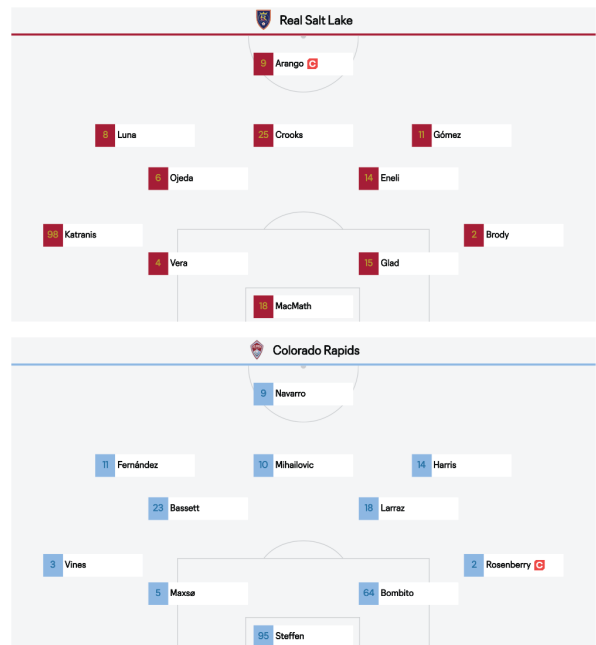 Real Salt Lake
9 Arango C
8 Luna 25 Crooks 11 Gómez
6 Ojeda 14 Eneli
98 Katranis 2 Brody
4 Vera 15 Glad
18 MacMath
Colorado Rapids
9 Navarro
11 Fernández 10 Mihailovic 14 Harris
23 Bassett 18 Larraz
3 Vines 2 Rosenberry C
5 Maxsø 64 Bombito
95 Steffen